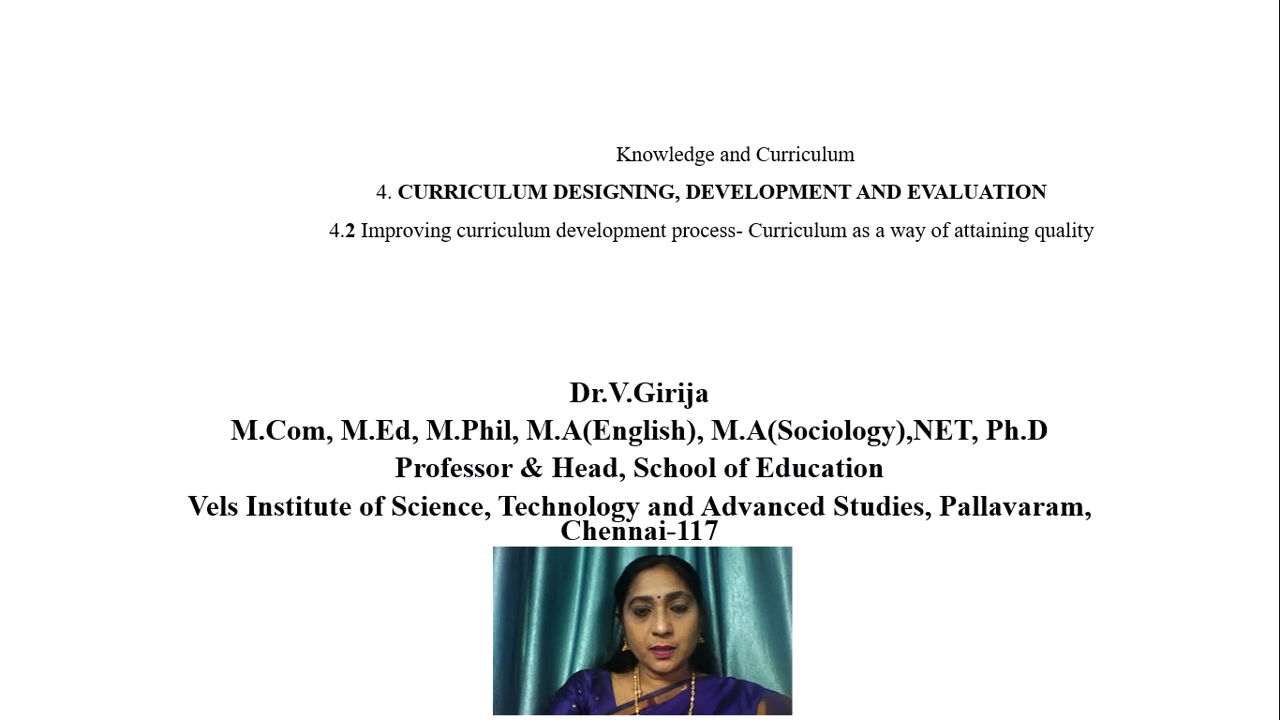 Knowledge and Curriculum
4. CURRICULUM DESIGNING, DEVELOPMENT AND EVALUATION
4.2 Improving curriculum development process- Curriculum as a way of attaining quality
Dr.V.Girija
M.Com, M.Ed, M.Phil, M.A(English), M.A(Sociology),NET, Ph.D
Professor & Head, School of Education
Vels Institute of Science, Technology and Advanced Studies, Pallavaram,
Chennai-117